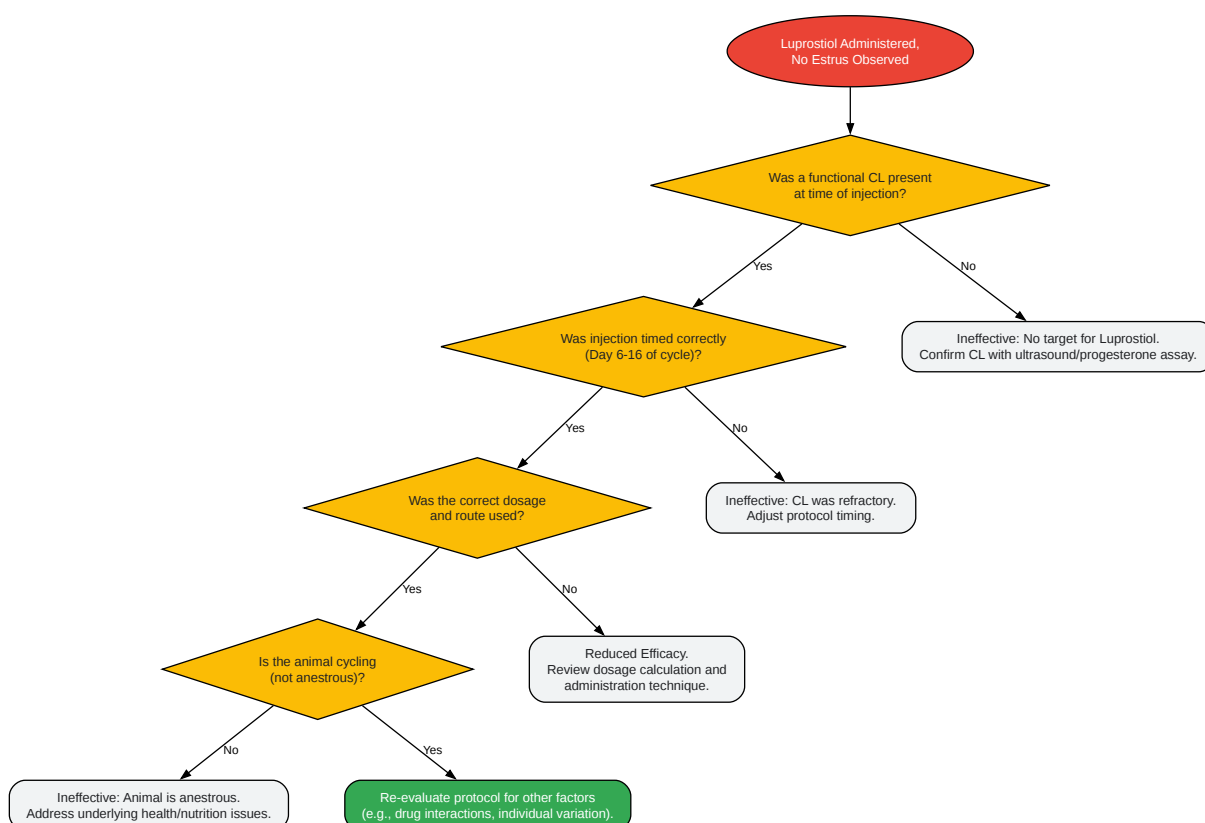 Luprostiol Administered,
No Estrus Observed
Was a functional CL present
at time of injection?
Yes
No
Was injection timed correctly
(Day 6-16 of cycle)?
Ineffective: No target for Luprostiol.
Confirm CL with ultrasound/progesterone assay.
Yes
No
Was the correct dosage
and route used?
Ineffective: CL was refractory.
Adjust protocol timing.
Yes
No
Is the animal cycling
(not anestrous)?
Reduced Efficacy.
Review dosage calculation and
administration technique.
No
Yes
Ineffective: Animal is anestrous.
Address underlying health/nutrition issues.
Re-evaluate protocol for other factors
(e.g., drug interactions, individual variation).